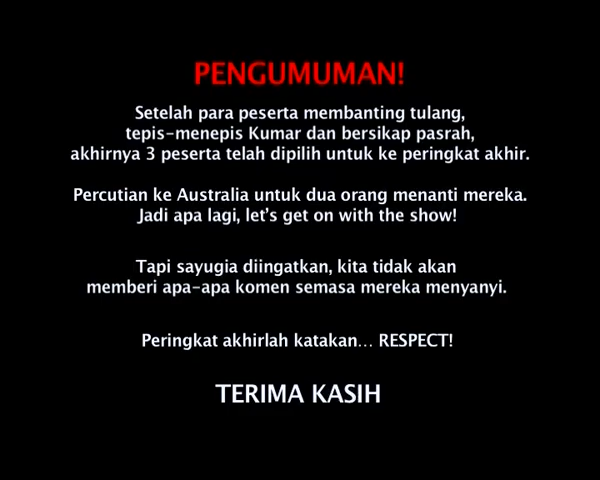 PENGUMUMAN!
Setelah para peserta membanting tulang,
tepis-menepis Kumar dan bersikap pasrah,
akhirnya 3 peserta telah dipilih untuk ke peringkat akhir.
Percutian ke Australia untuk dua orang menanti mereka.
Jadi apa lagi, let's get on with the show!
Tapi sayugia diingatkan, kita tidak akan
memberi apa-apa komen semasa mereka menyanyi.
Peringkat akhirlah katakan... RESPECT!
TERIMA KASIH